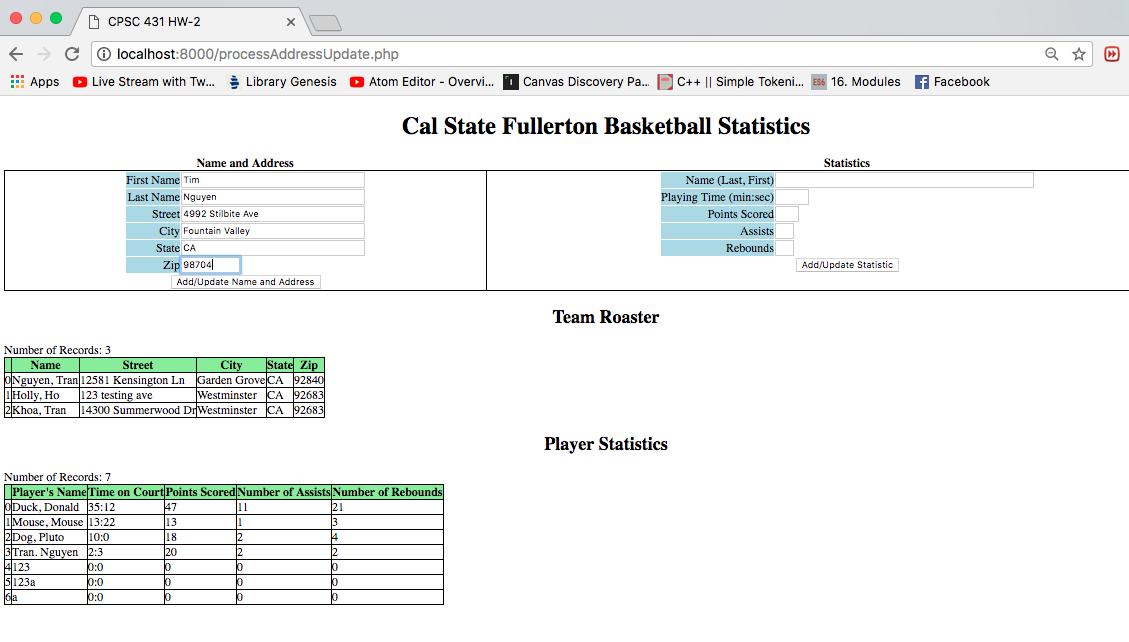 CPSC 431 HW-2
localhost:8000/processAddressUpdate.php
Apps Live Stream with Tw... Library Genesis Atom Editor - Overvi... Canvas Discovery Pa... C++ || Simple Tokeni... ES6 16. Modules Facebook
Cal State Fullerton Basketball Statistics
Name and Address Statistics
First Name Tim Name (Last, First)
Last Name Nguyen Playing Time (min:sec)
Street 4992 Stilbite Ave Points Scored
City Fountain Valley Assists
State CA Rebounds
Zip 98704 Add/Update Statistic
Add/Update Name and Address
Team Roaster
Number of Records: 3
Name Street City State Zip
0 Nguyen, Tran 12581 Kensington Ln Garden Grove CA 92840
1 Holly, Ho 123 testing ave Westminster CA 92683
2 Khoa, Tran 14300 Summerwood Dr Westminster CA 92683
Player Statistics
Number of Records: 7
Player's Name Time on Court Points Scored Number of Assists Number of Rebounds
0 Duck, Donald 35:12 47 11 21
1 Mouse, Mouse 13:22 13 1 3
2 Dog, Pluto 10:0 18 2 4
3 Tran. Nguyen 2:3 20 2 2
4 123 0:0 0 0 0
5 123a 0:0 0 0 0
6 a 0:0 0 0 0